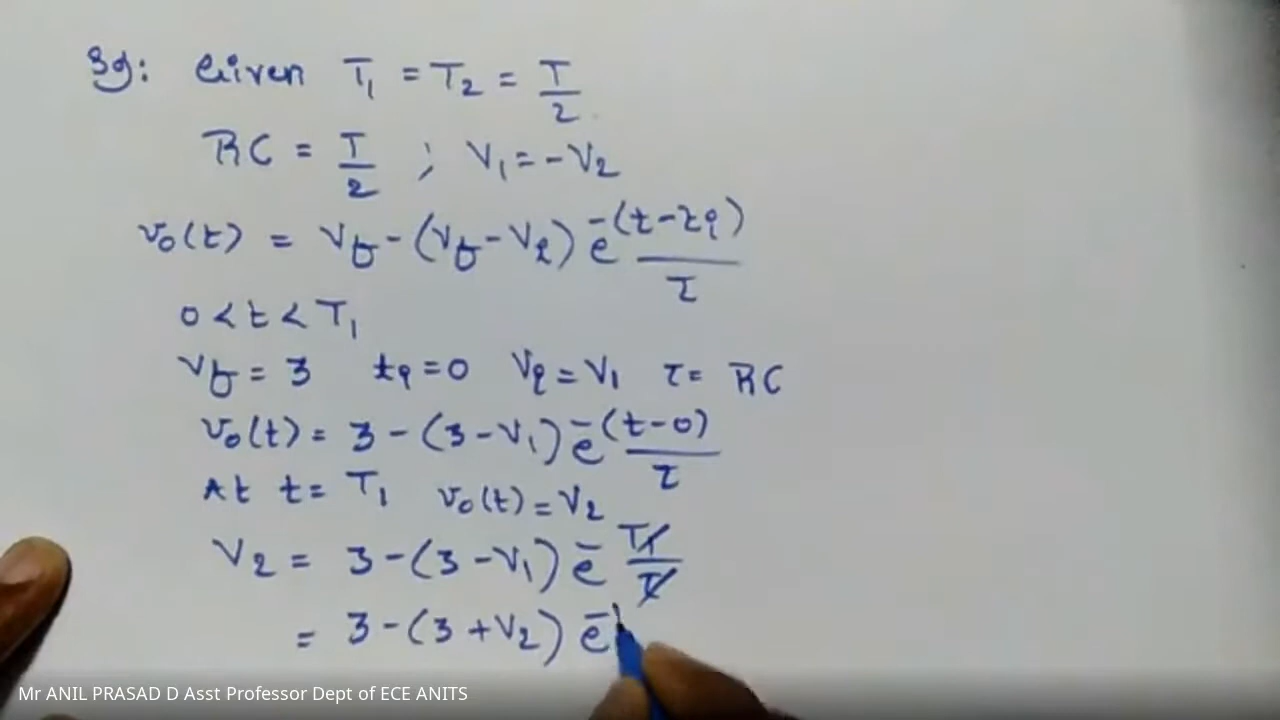 Sol: Given T₁ = T₂ = T/2
RC = T/2 ; V₁ = -V₂
v₀(t) = Vf - (Vf - Vi) e^-(t-ti)/τ
0 < t < T₁
Vf = 3 ti = 0 Vi = V₁ τ = RC
v₀(t) = 3 - (3 - V₁) e^-(t-0)/τ
At t = T₁ v₀(t) = V₂
V₂ = 3 - (3 - V₁) e^-T₁/τ
= 3 - (3 + V₂) e^-1
Mr ANIL PRASAD D Asst Professor Dept of ECE ANITS